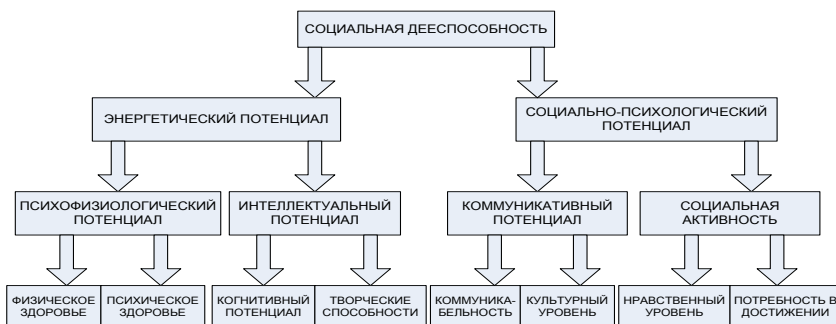 СОЦИАЛЬНАЯ ДЕЕСПОСОБНОСТЬ
ЭНЕРГЕТИЧЕСКИЙ ПОТЕНЦИАЛ
СОЦИАЛЬНО-ПСИХОЛОГИЧЕСКИЙ
ПОТЕНЦИАЛ
ПСИХОФИЗИОЛОГИЧЕСКИЙ
ПОТЕНЦИАЛ
ИНТЕЛЛЕКТУАЛЬНЫЙ
ПОТЕНЦИАЛ
КОММУНИКАТИВНЫЙ
ПОТЕНЦИАЛ
СОЦИАЛЬНАЯ
АКТИВНОСТЬ
ФИЗИЧЕСКОЕ
ЗДОРОВЬЕ
ПСИХИЧЕСКОЕ
ЗДОРОВЬЕ
КОГНИТИВНЫЙ
ПОТЕНЦИАЛ
ТВОРЧЕСКИЕ
СПОСОБНОСТИ
КОММУНИКА-
БЕЛЬНОСТЬ
КУЛЬТУРНЫЙ
УРОВЕНЬ
НРАВСТВЕННЫЙ
УРОВЕНЬ
ПОТРЕБНОСТЬ В
ДОСТИЖЕНИИ